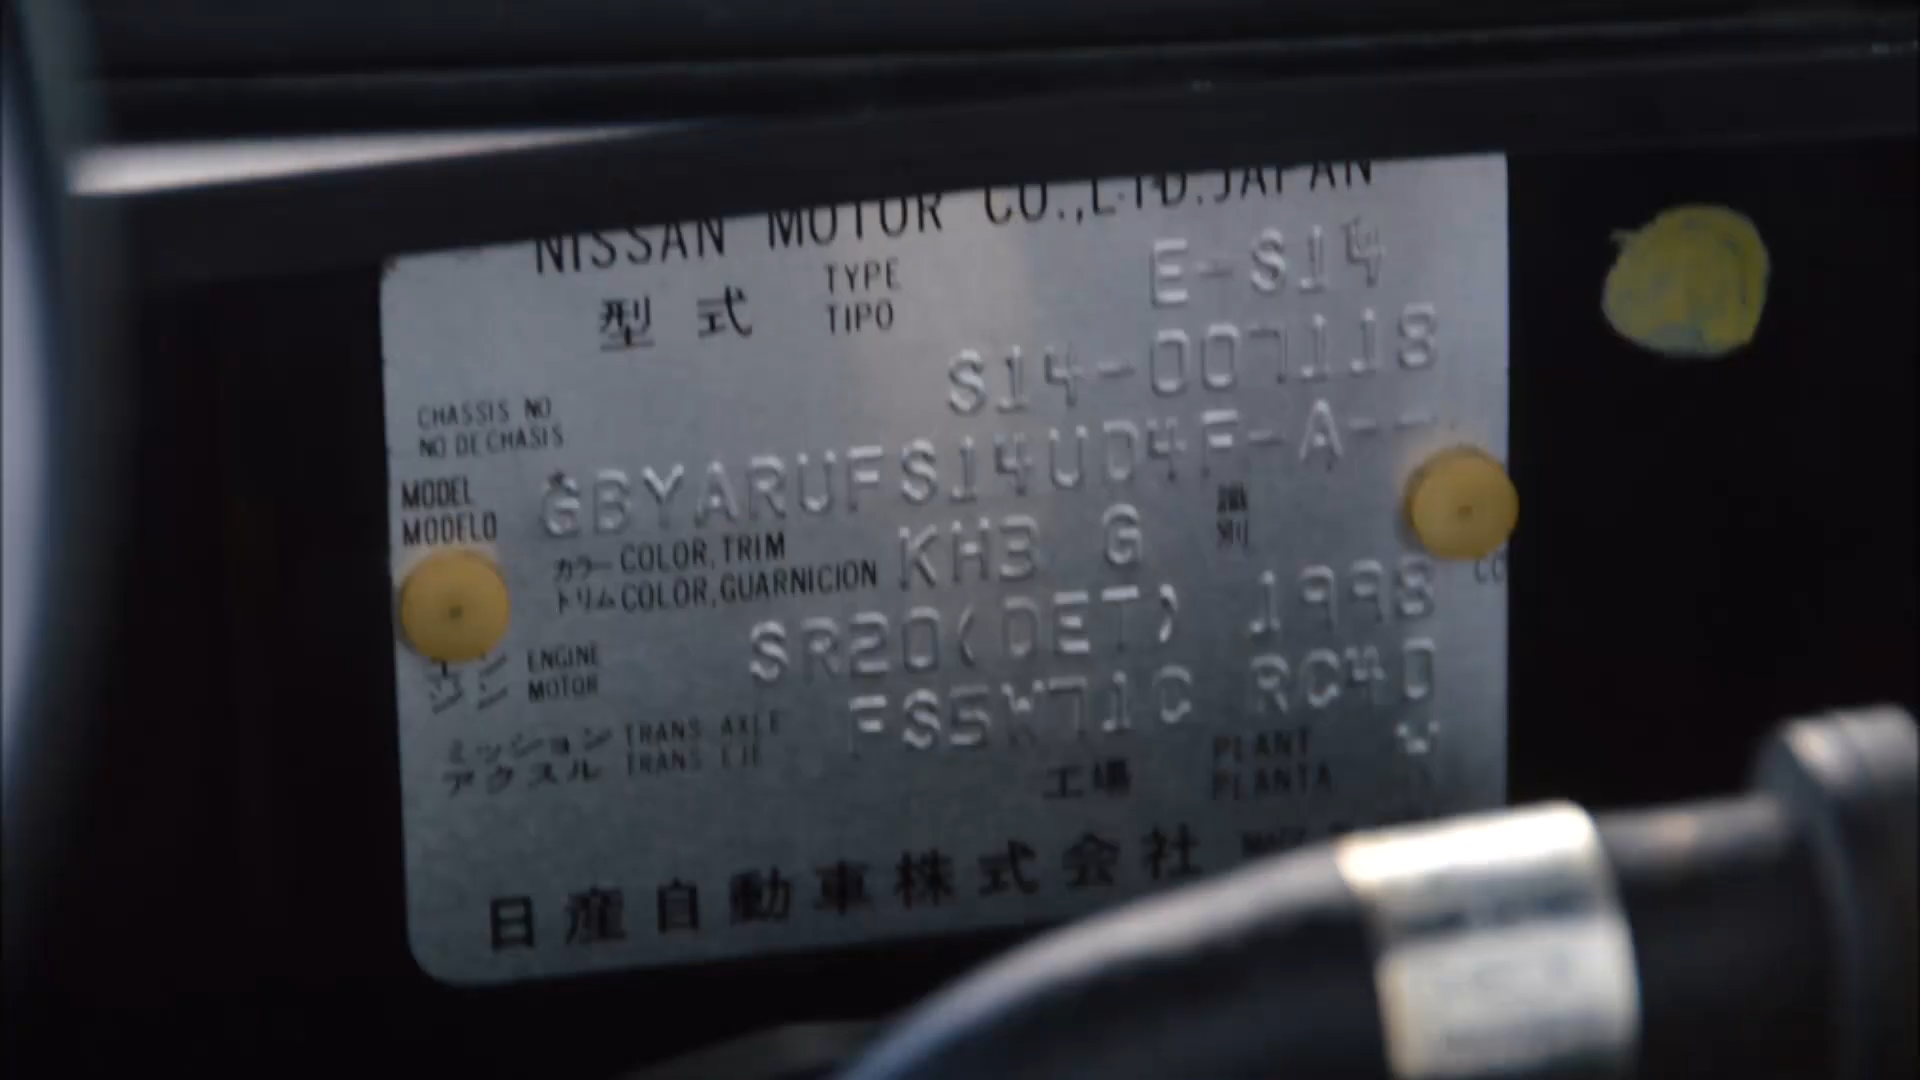 NISSAN MOTOR CO.,LTD.JAPAN
型式 TYPE TIPO E-S14
CHASSIS NO
NO DE CHASIS
S14-007118
MODEL
MODELO
GBYARUFS14UD4F-A--
カラー COLOR,TRIM
トリム COLOR,GUARNICION
KH3 G
ENGINE
MOTOR
SR20(DET) 1998 CC
ミッション TRANS AXLE
アクスル TRANS EJE
FS5W71C RC40
工場 PLANT PLANTA W
日産自動車株式会社